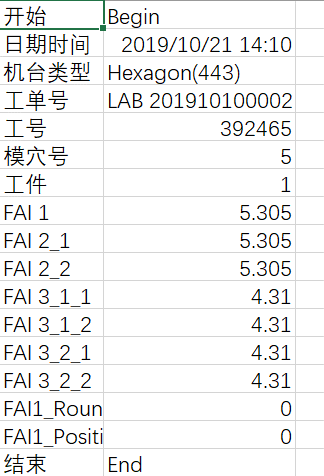 开始 Begin
日期时间 2019/10/21 14:10
机台类型 Hexagon(443)
工单号 LAB 201910100002
工号 392465
模穴号 5
工件 1
FAI 1 5.305
FAI 2_1 5.305
FAI 2_2 5.305
FAI 3_1_1 4.31
FAI 3_1_2 4.31
FAI 3_2_1 4.31
FAI 3_2_2 4.31
FAI1_Roun 0
FAI1_Positi 0
结束 End